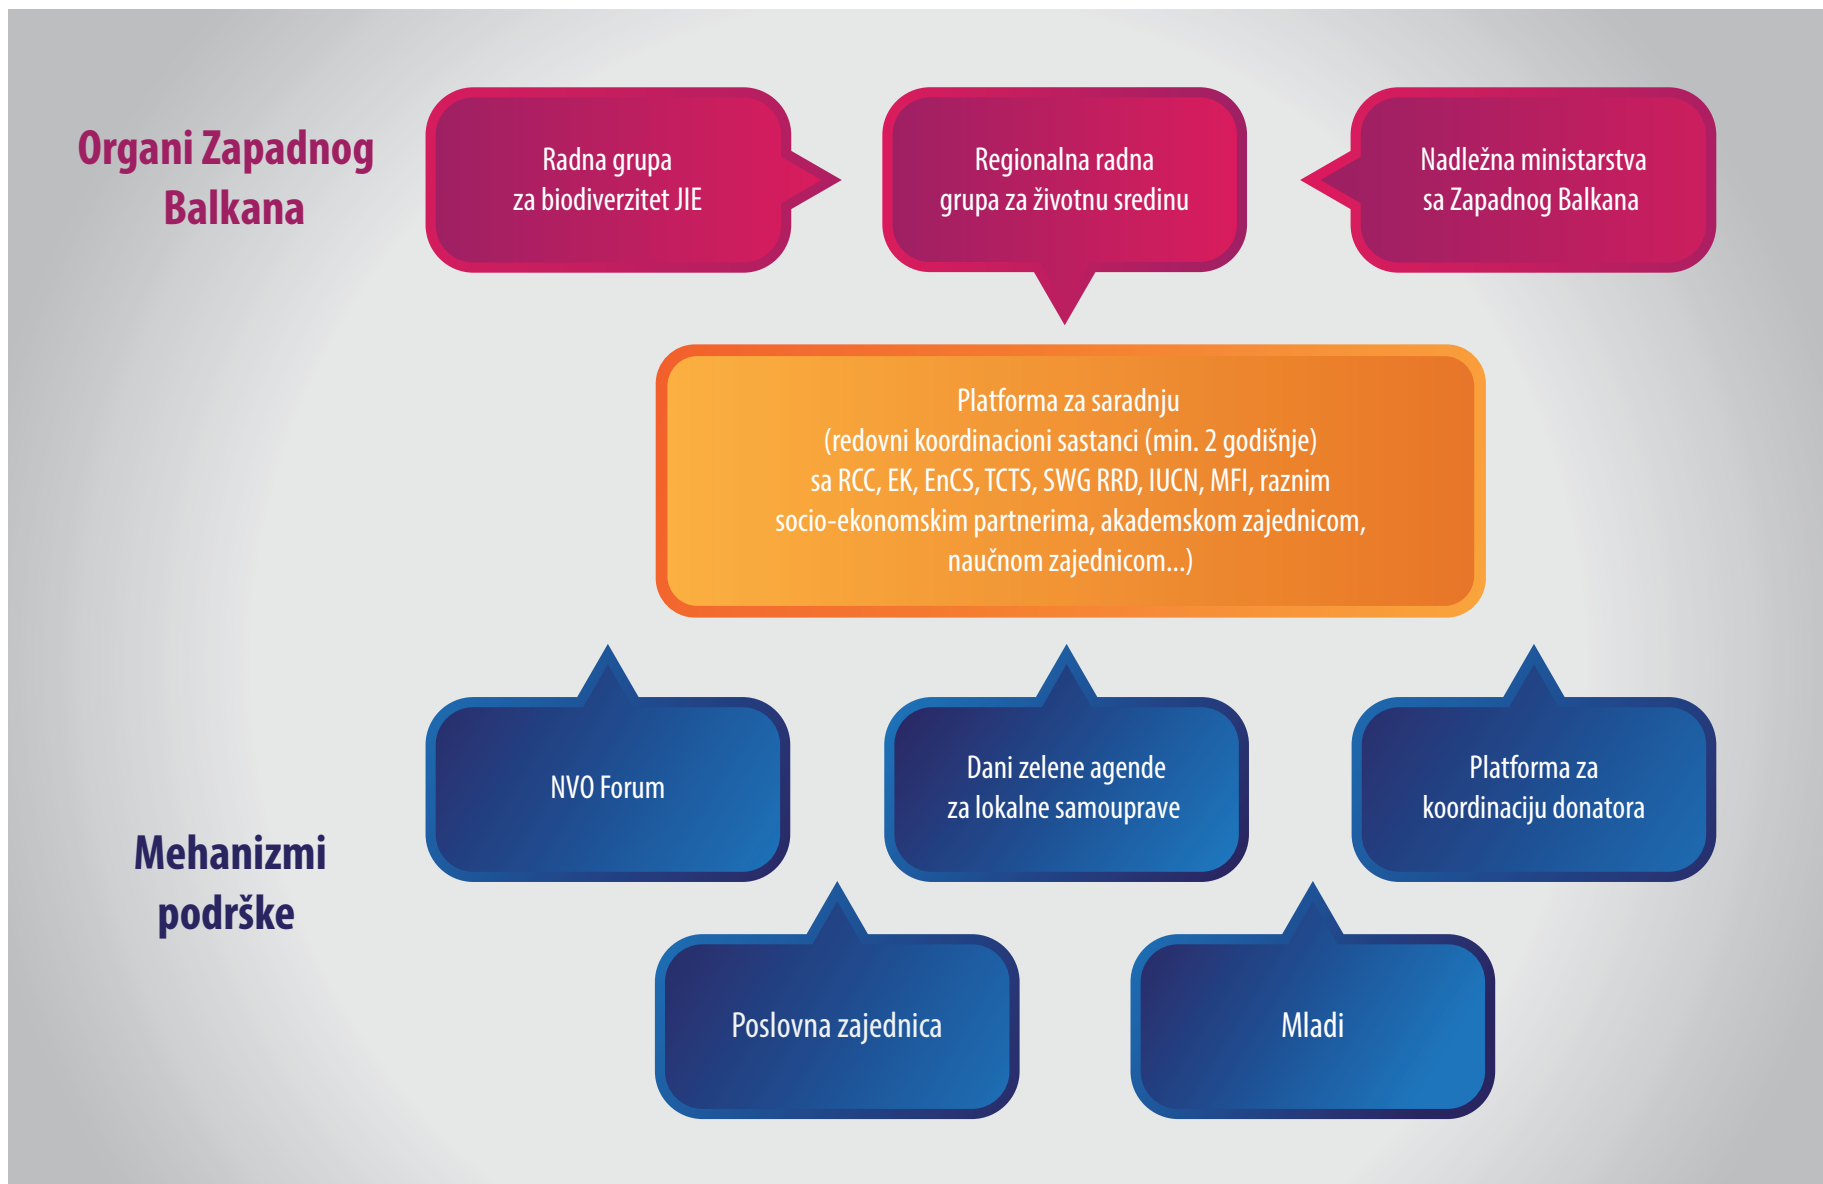 Organi Zapadnog
Balkana
Radna grupa
za biodiverzitet JIE
Regionalna radna
grupa za životnu sredinu
Nadležna ministarstva
sa Zapadnog Balkana
Platforma za saradnju
(redovni koordinacioni sastanci (min. 2 godišnje)
sa RCC, EK, EnCS, TCTS, SWG RRD, IUCN, MFI, raznim
socio-ekonomskim partnerima, akademskom zajednicom,
naučnom zajednicom...)
Mehanizmi
podrške
NVO Forum
Dani zelene agende
za lokalne samouprave
Platforma za
koordinaciju donatora
Poslovna zajednica
Mladi